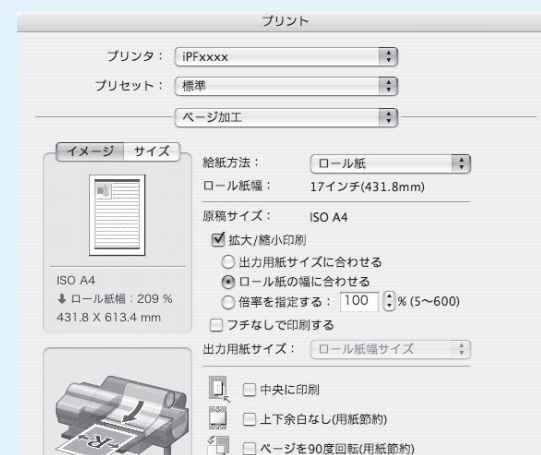 プリント
プリンタ： iPFxxxx
プリセット： 標準
ページ加工
イメージ サイズ
給紙方法： ロール紙
ロール紙幅： 17インチ(431.8mm)
原稿サイズ： ISO A4
拡大/縮小印刷
出力用紙サイズに合わせる
ロール紙の幅に合わせる
倍率を指定する： 100 % (5〜600)
フチなしで印刷する
出力用紙サイズ： ロール紙幅サイズ
ISO A4
ロール紙幅：209 %
431.8 X 613.4 mm
中央に印刷
上下余白なし(用紙節約)
ページを90度回転(用紙節約)
R